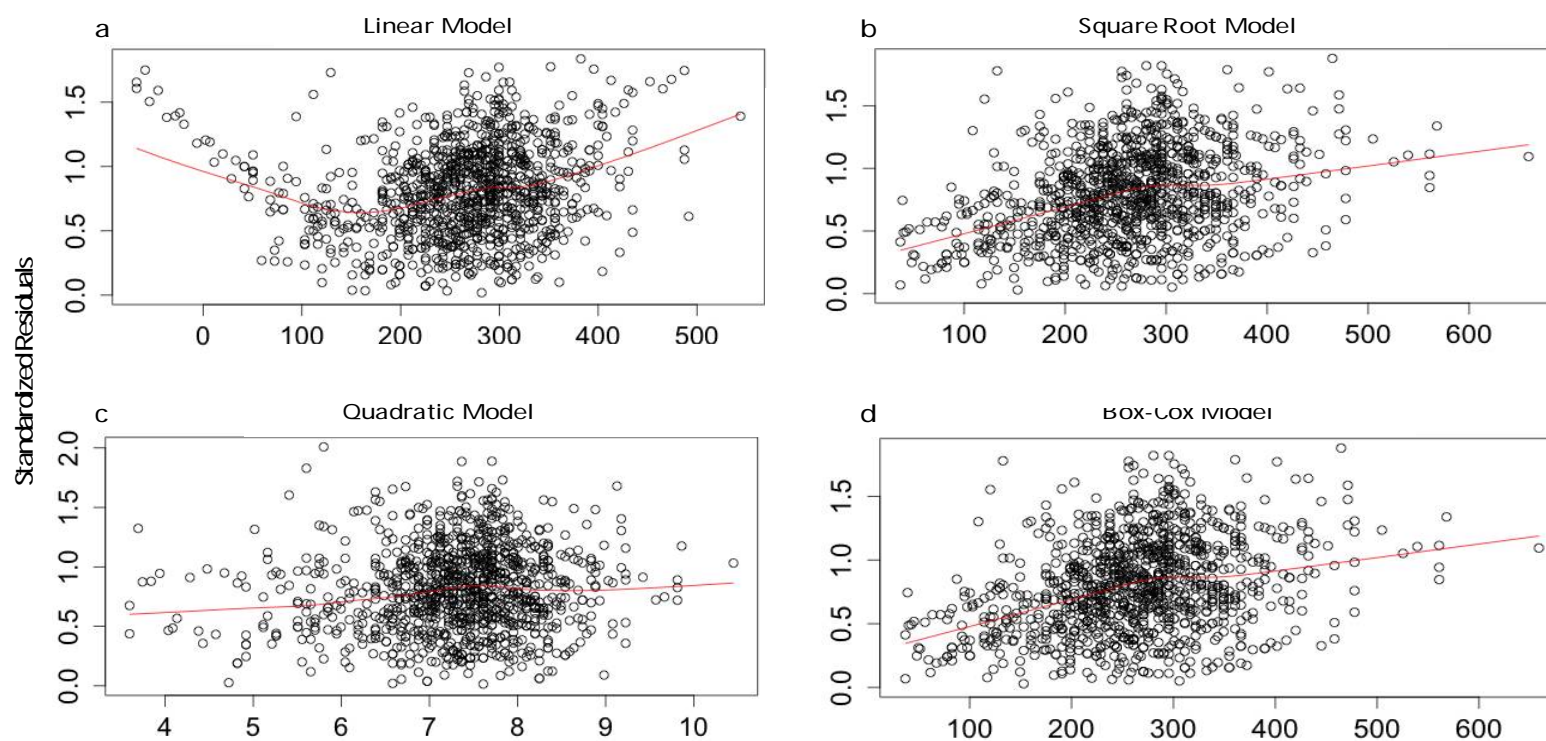 a Linear Model
1.5
1.0
0.5
0.0
0 100 200 300 400 500
b Square Root Model
1.5
1.0
0.5
0.0
100 200 300 400 500 600
Standardized Residuals
c Quadratic Model
2.0
1.5
1.0
0.5
0.0
4 5 6 7 8 9 10
d Box-Cox Model
1.5
1.0
0.5
0.0
100 200 300 400 500 600